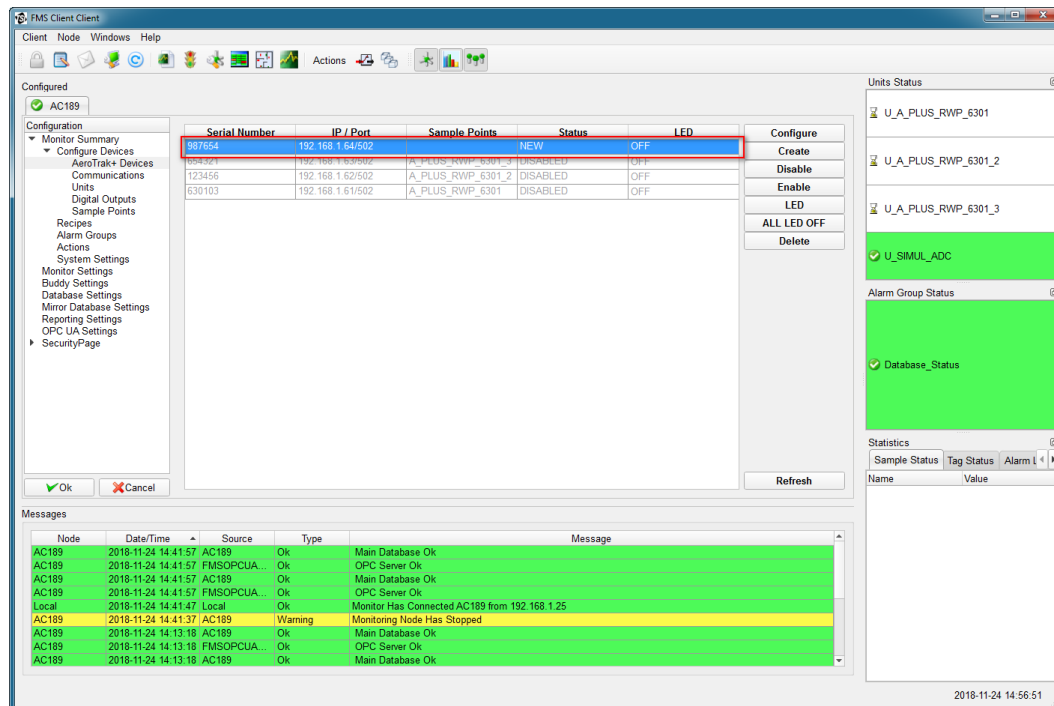 FMS Client Client
Client Node Windows Help
Actions
Configured
AC189
Configuration
Monitor Summary
Configure Devices
AeroTrak+ Devices
Communications
Units
Digital Outputs
Sample Points
Recipes
Alarm Groups
Actions
System Settings
Monitor Settings
Buddy Settings
Database Settings
Mirror Database Settings
Reporting Settings
OPC UA Settings
SecurityPage
Ok Cancel
Serial Number IP / Port Sample Points Status LED
987654 192.168.1.64/502 NEW OFF
654321 192.168.1.63/502 A_PLUS_RWP_6301_3 DISABLED OFF
123456 192.168.1.62/502 A_PLUS_RWP_6301_2 DISABLED OFF
630103 192.168.1.61/502 A_PLUS_RWP_6301 DISABLED OFF
Configure
Create
Disable
Enable
LED
ALL LED OFF
Delete
Refresh
Units Status
U_A_PLUS_RWP_6301
U_A_PLUS_RWP_6301_2
U_A_PLUS_RWP_6301_3
U_SIMUL_ADC
Alarm Group Status
Database_Status
Statistics
Sample Status Tag Status Alarm L
Name Value
Messages
Node Date/Time Source Type Message
AC189 2018-11-24 14:41:57 AC189 Ok Main Database Ok
AC189 2018-11-24 14:41:57 FMSOPCUA... Ok OPC Server Ok
AC189 2018-11-24 14:41:57 AC189 Ok Main Database Ok
AC189 2018-11-24 14:41:57 FMSOPCUA... Ok OPC Server Ok
Local 2018-11-24 14:41:47 Local Ok Monitor Has Connected AC189 from 192.168.1.25
AC189 2018-11-24 14:41:37 AC189 Warning Monitoring Node Has Stopped
AC189 2018-11-24 14:13:18 AC189 Ok Main Database Ok
AC189 2018-11-24 14:13:18 FMSOPCUA... Ok OPC Server Ok
AC189 2018-11-24 14:13:18 AC189 Ok Main Database Ok
2018-11-24 14:56:51